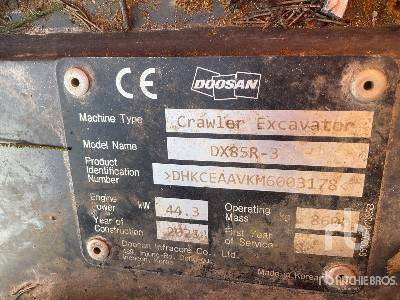 CE
DOOSAN
Machine Type Crawler Excavator
Model Name DX85R-3
Product Identification Number >DHKCEAAVKM6003178
Engine Power kW 44.3 Operating Mass
Year of Construction First Year of Service
Doosan Infracore Co., Ltd.
Made in Korea
rb
RITCHIE BROS.